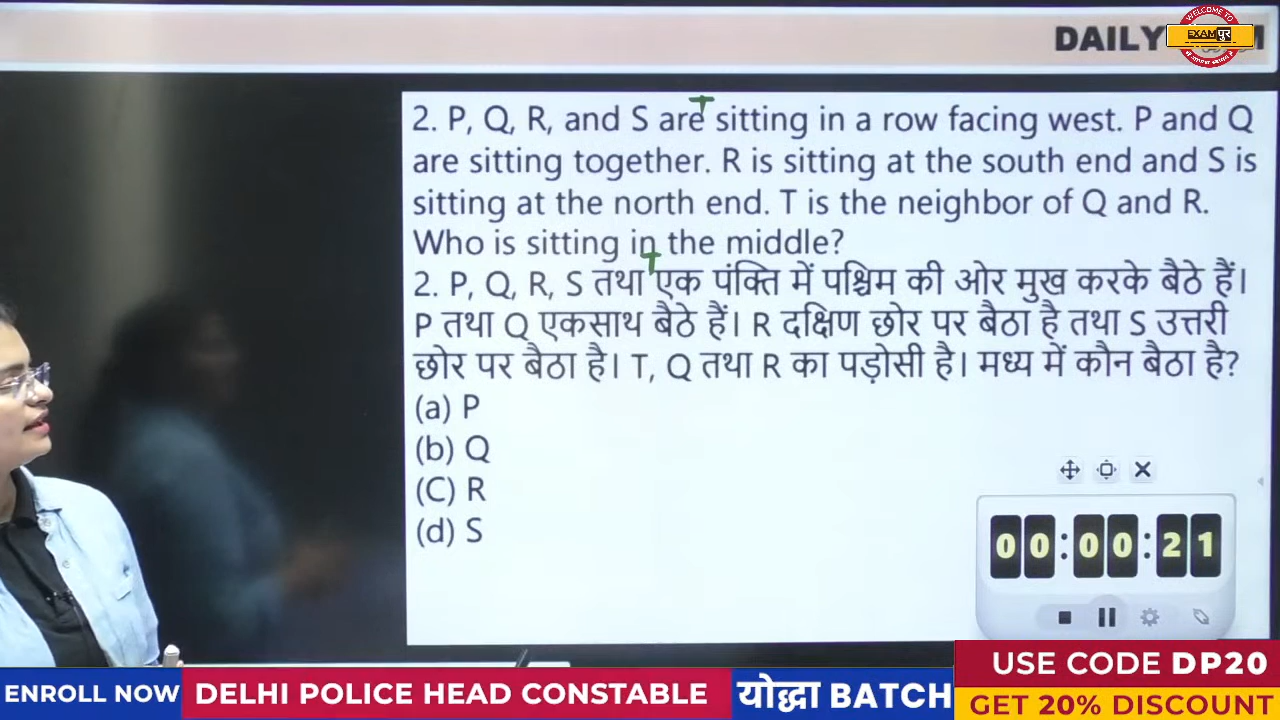 WELCOME TO
DAILY
EXAMपुर
2. P, Q, R, and S are T sitting in a row facing west. P and Q
are sitting together. R is sitting at the south end and S is
sitting at the north end. T is the neighbor of Q and R.
Who is sitting in the middle?
2. P, Q, R, S तथा T एक पंक्ति में पश्चिम की ओर मुख करके बैठे हैं।
P तथा Q एकसाथ बैठे हैं। R दक्षिण छोर पर बैठा है तथा S उत्तरी
छोर पर बैठा है। T, Q तथा R का पड़ोसी है। मध्य में कौन बैठा है?
(a) P
(b) Q
(C) R
(d) S
00:00:21
USE CODE DP20
ENROLL NOW DELHI POLICE HEAD CONSTABLE योद्धा BATCH
GET 20% DISCOUNT